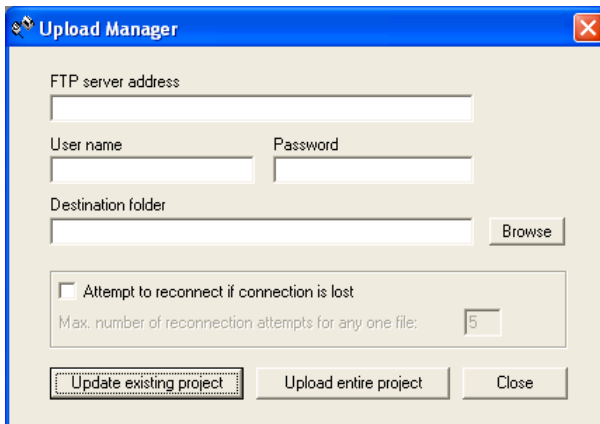 Upload Manager
FTP server address
User name Password
Destination folder
Browse
Attempt to reconnect if connection is lost
Max. number of reconnection attempts for any one file: 5
Update existing project Upload entire project Close